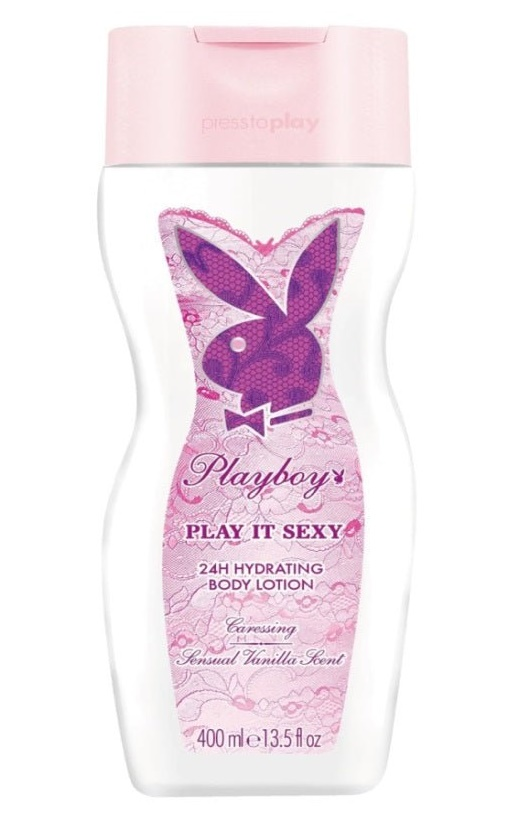 presstoplay
Playboy
PLAY IT SEXY
24H HYDRATING
BODY LOTION
Caressing
Sensual Vanilla Scent
400 ml e 13.5 fl oz